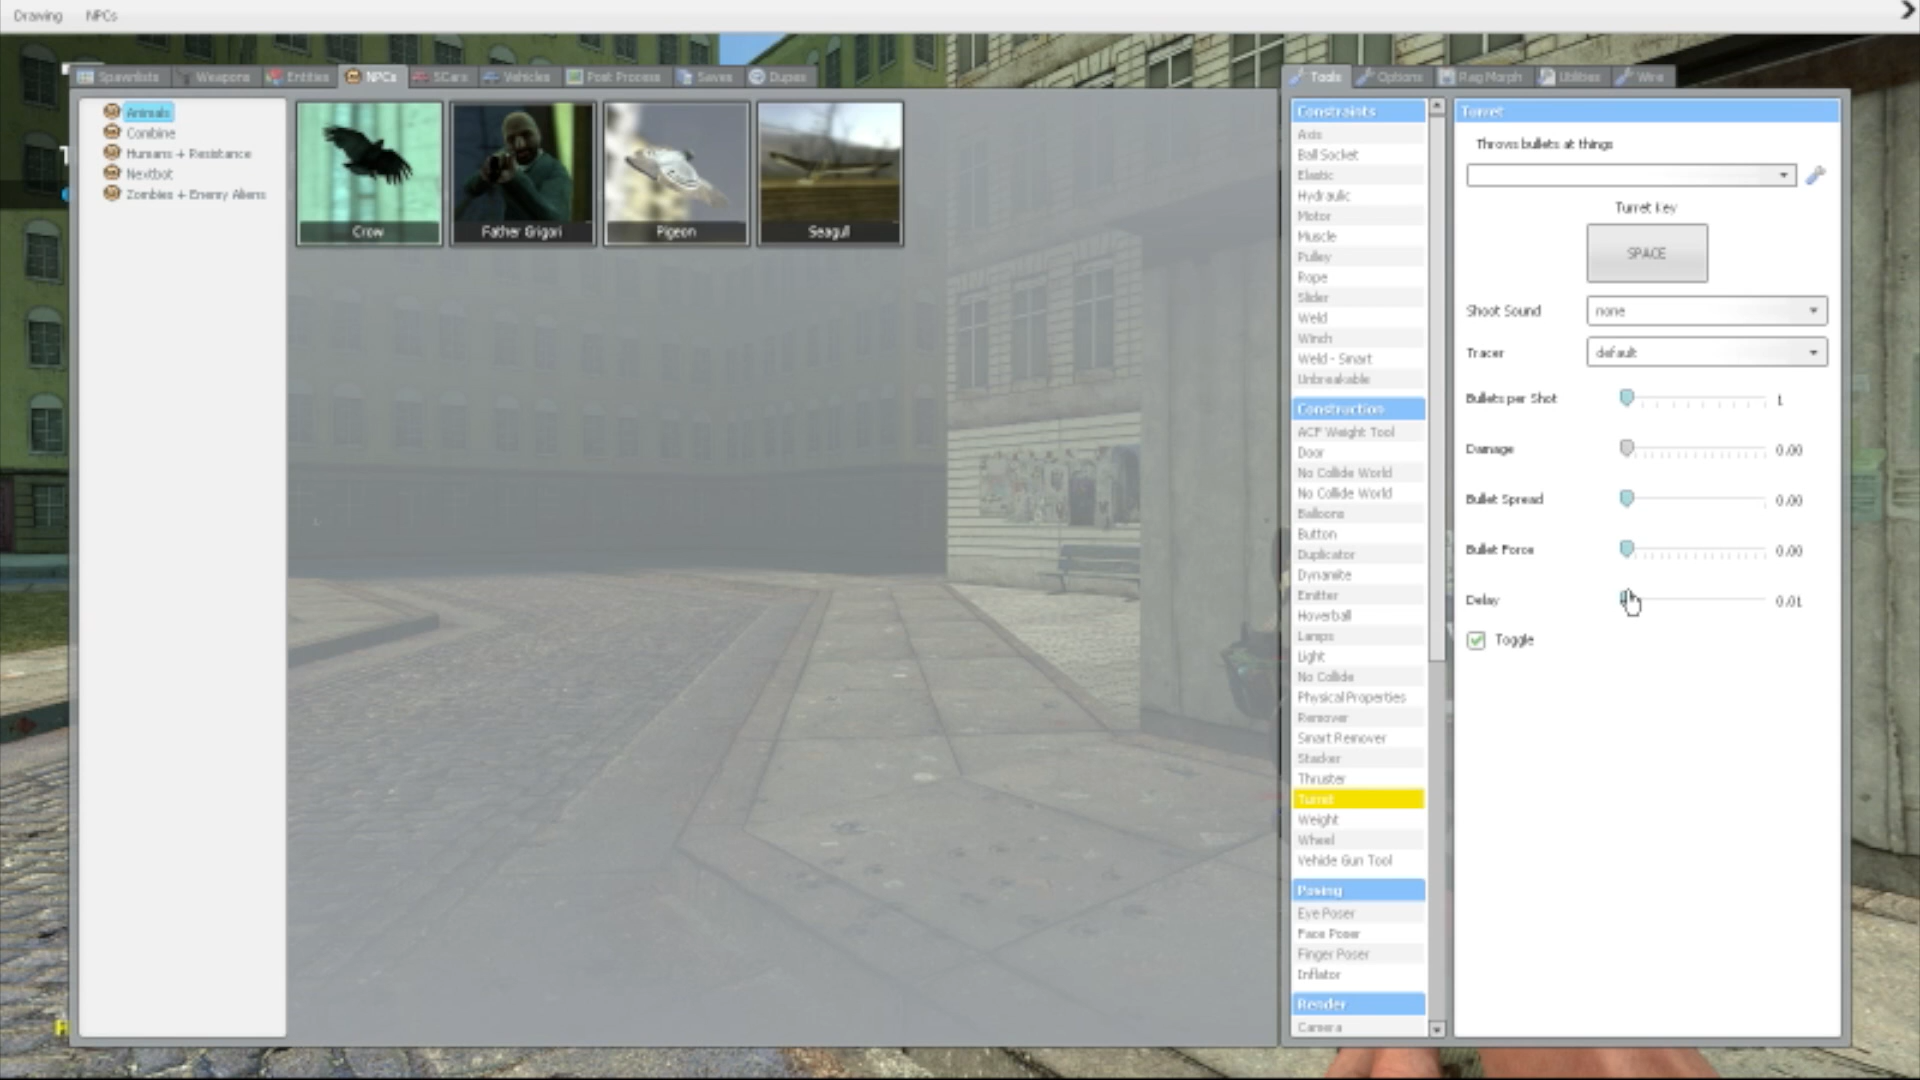 Drawing NPCs
Spawnlists Weapons Entities NPCs SCars Vehicles Post Process Saves Dupes
Animals
Combine
Humans + Resistance
Nextbot
Zombies + Enemy Aliens
Crow
Father Grigori
Pigeon
Seagull
Tools Options Rag Morph Utilities Wire
Constraints
Axis
Ball Socket
Elastic
Hydraulic
Motor
Muscle
Pulley
Rope
Slider
Weld
Winch
Weld - Smart
Unbreakable
Construction
ACF Weight Tool
Door
No Collide World
No Collide World
Balloons
Button
Duplicator
Dynamite
Emitter
Hoverball
Lamps
Light
No Collide
Physical Properties
Remover
Smart Remover
Stacker
Thruster
Turret
Weight
Wheel
Vehicle Gun Tool
Posing
Eye Poser
Face Poser
Finger Poser
Inflator
Render
Camera
Turret
Throws bullets at things
Turret Key
SPACE
Shoot Sound none
Tracer default
Bullets per Shot 1
Damage 0.00
Bullet Spread 0.00
Bullet Force 0.00
Delay 0.01
Toggle